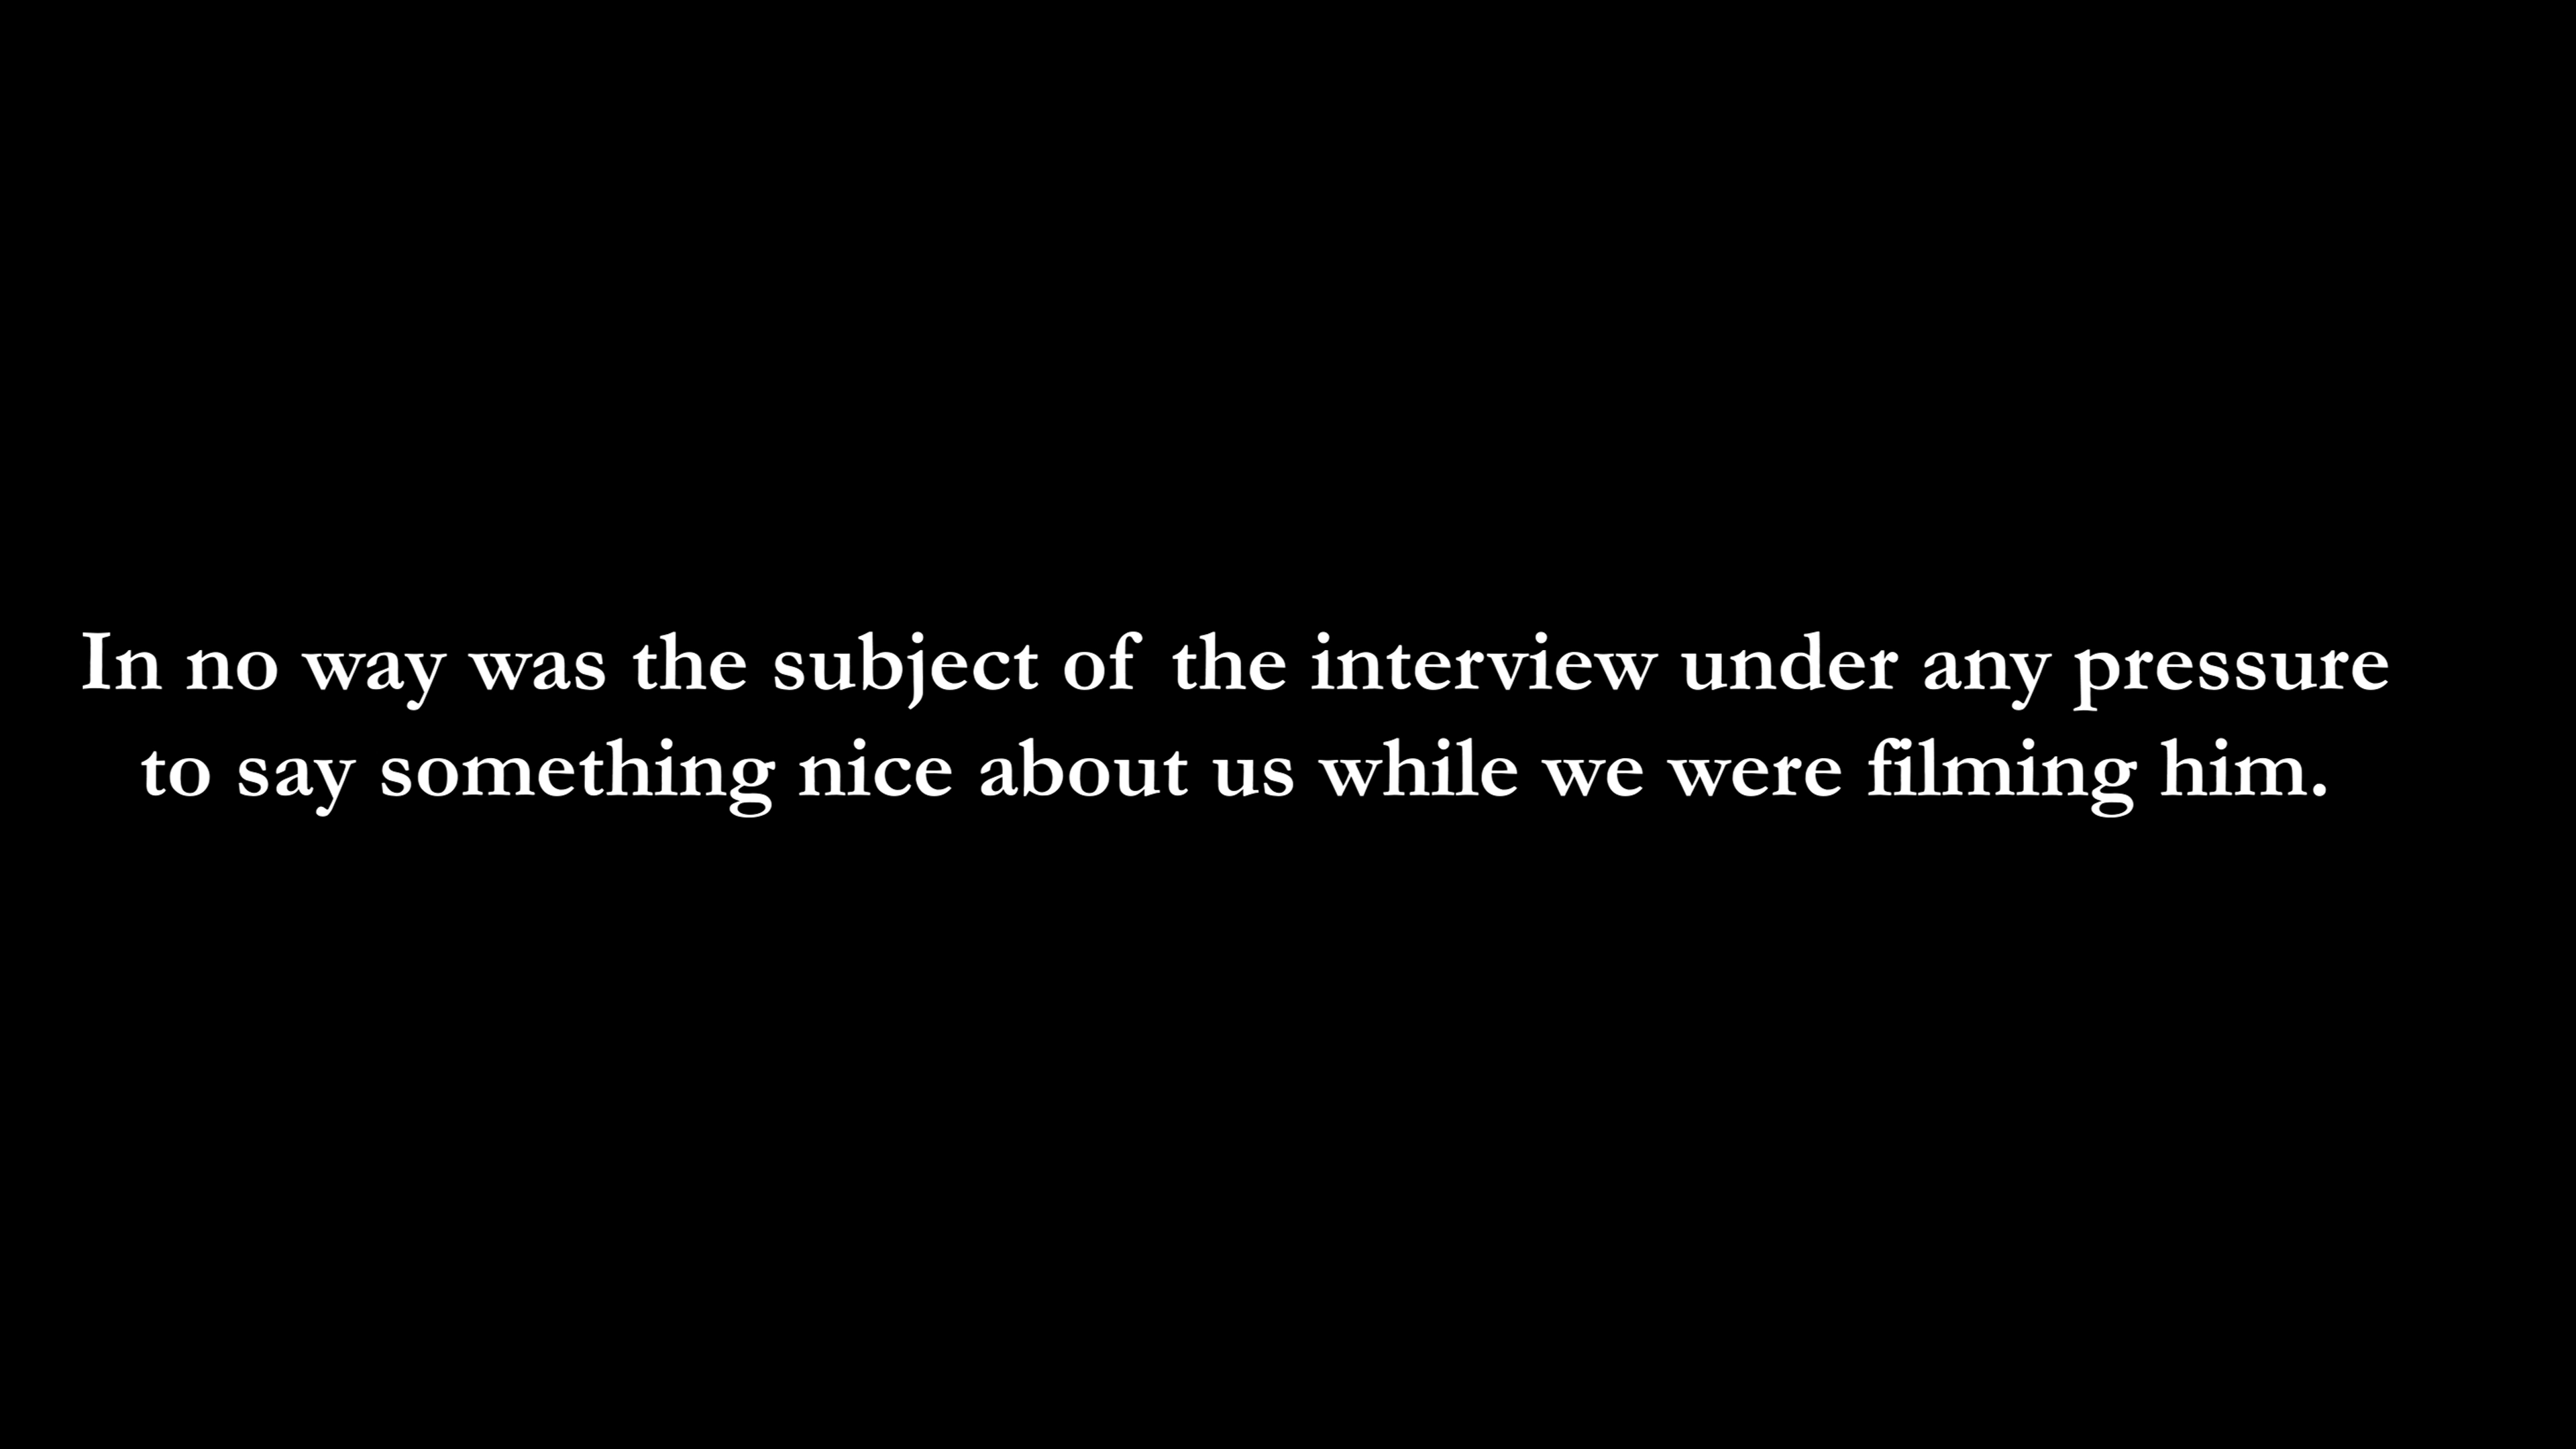 In no way was the subject of the interview under any pressure
to say something nice about us while we were filming him.